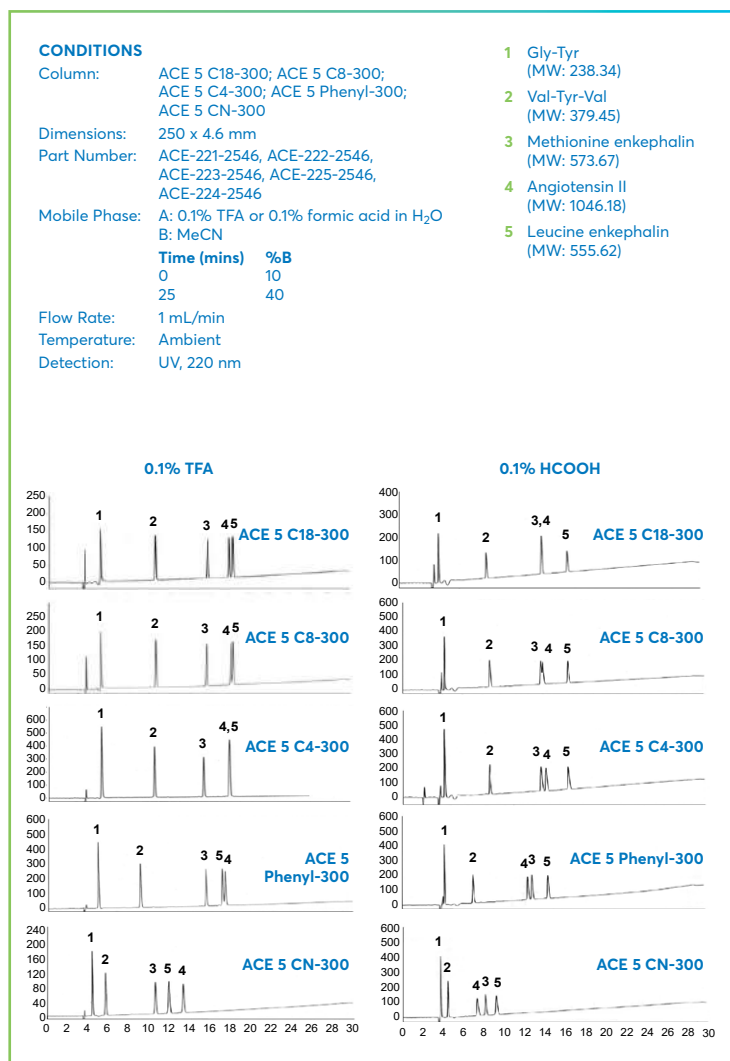 CONDITIONS
Column: ACE 5 C18-300; ACE 5 C8-300;
ACE 5 C4-300; ACE 5 Phenyl-300;
ACE 5 CN-300
Dimensions: 250 x 4.6 mm
Part Number: ACE-221-2546, ACE-222-2546,
ACE-223-2546, ACE-225-2546,
ACE-224-2546
Mobile Phase: A: 0.1% TFA or 0.1% formic acid in H₂O
B: MeCN
Time (mins) %B
0 10
25 40
Flow Rate: 1 mL/min
Temperature: Ambient
Detection: UV, 220 nm
1 Gly-Tyr
(MW: 238.34)
2 Val-Tyr-Val
(MW: 379.45)
3 Methionine enkephalin
(MW: 573.67)
4 Angiotensin II
(MW: 1046.18)
5 Leucine enkephalin
(MW: 555.62)
0.1% TFA
250
200
150
100
50
0
1 2 3 4 5
ACE 5 C18-300
250
200
150
100
50
0
1 2 3 4 5
ACE 5 C8-300
600
500
400
300
200
100
0
1 2 3 4,5
ACE 5 C4-300
600
500
400
300
200
100
0
1 2 3 5 4
ACE 5
Phenyl-300
240
200
160
120
80
40
0
1 2 3 5 4
ACE 5 CN-300
0 2 4 6 8 10 12 14 16 18 20 22 24 26 28 30
0.1% HCOOH
400
300
200
100
0
1 2 3,4 5
ACE 5 C18-300
600
500
400
300
200
100
0
1 2 3 4 5
ACE 5 C8-300
600
500
400
300
200
100
0
1 2 3 4 5
ACE 5 C4-300
600
500
400
300
200
100
0
1 2 4 3 5
ACE 5 Phenyl-300
600
500
400
300
200
100
0
1 2 4 3 5
ACE 5 CN-300
0 2 4 6 8 10 12 14 16 18 20 22 24 26 28 30